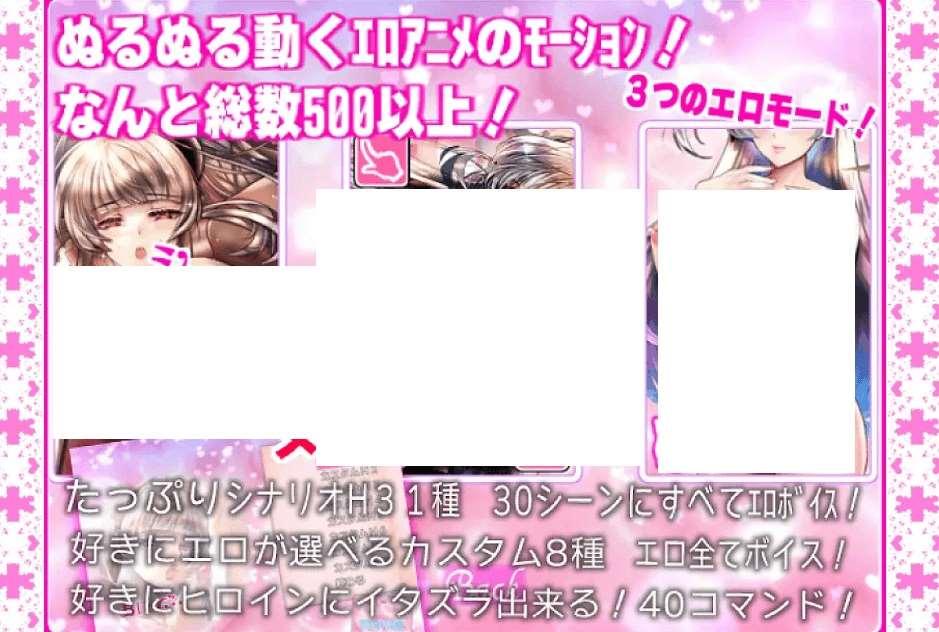 ぬるぬる動くｴﾛｱﾆﾒのﾓｰｼｮﾝ！
なんと総数500以上！
３つのエロモード！
たっぷりシナリオH３１種　30シーンにすべてｴﾛﾎﾞｲｽ！
好きにエロが選べるカスタム8種　エロ全てボイス！
Back
好きにヒロインにイタズラ出来る！40コマンド！